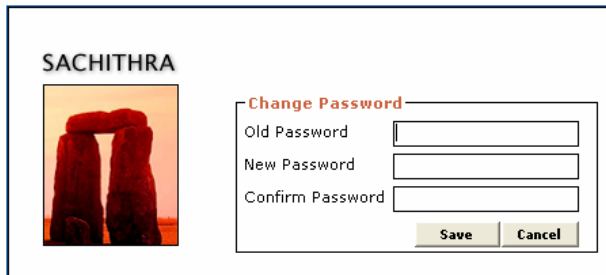 SACHITHRA
Change Password
Old Password
New Password
Confirm Password
Save Cancel